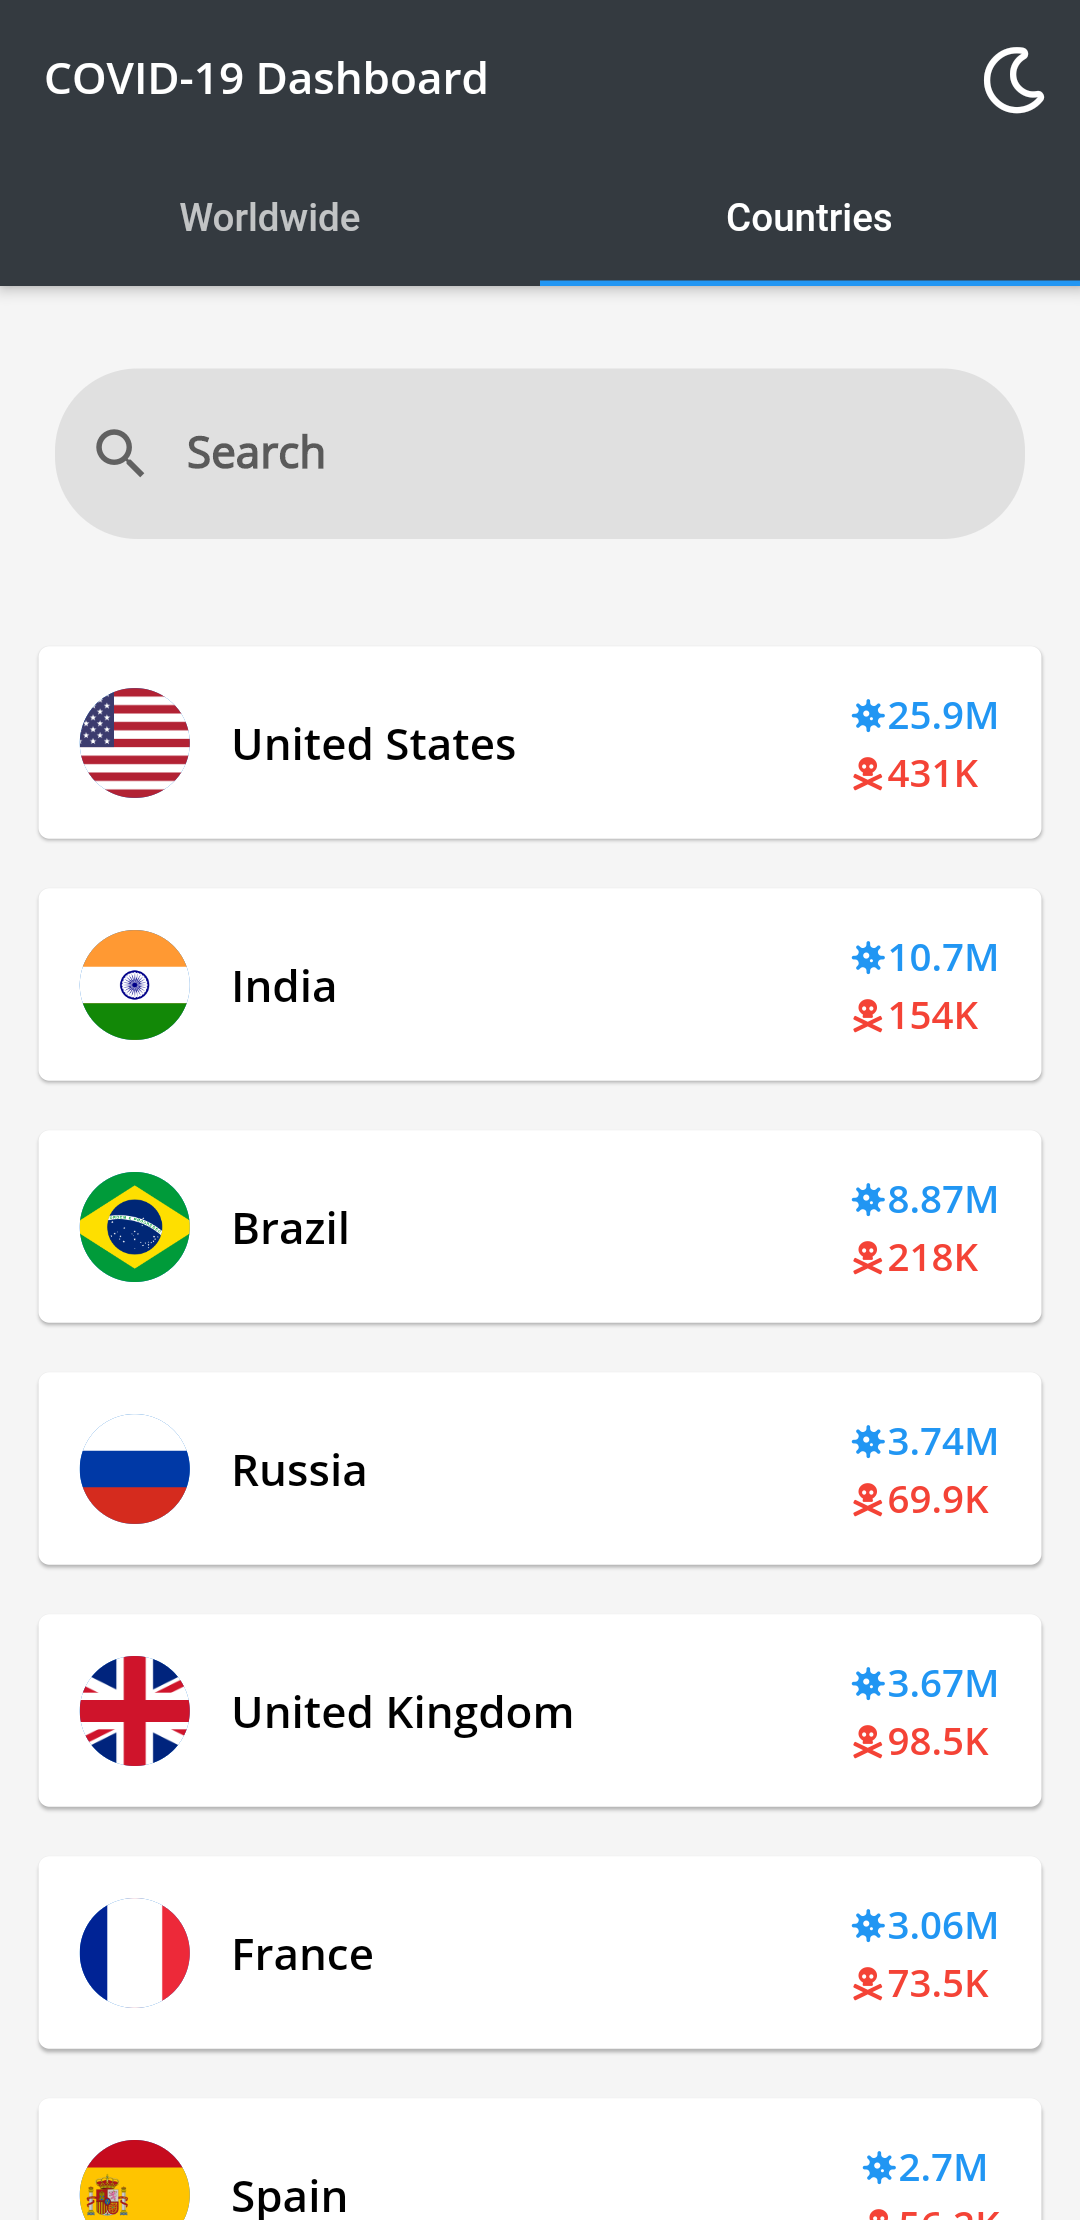 COVID-19 Dashboard
Worldwide
Countries
Search
United States
25.9M
431K
India
10.7M
154K
Brazil
8.87M
218K
Russia
3.74M
69.9K
United Kingdom
3.67M
98.5K
France
3.06M
73.5K
Spain
2.7M